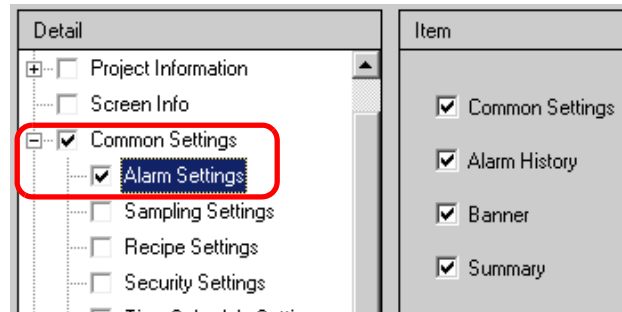 Detail
Project Information
Screen Info
Common Settings
Alarm Settings
Sampling Settings
Recipe Settings
Security Settings
Item
Common Settings
Alarm History
Banner
Summary